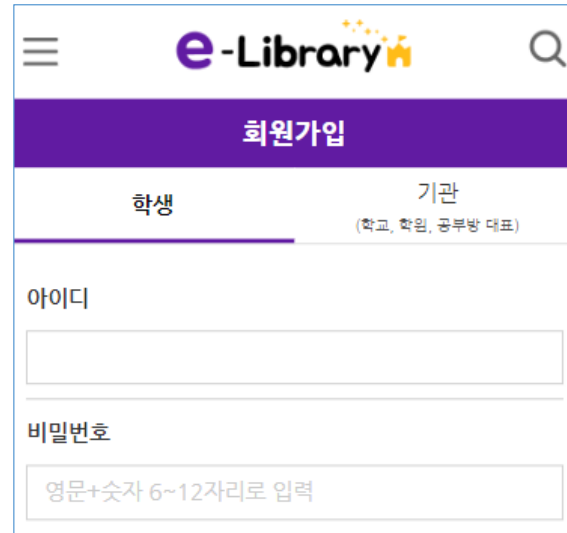 e-Library
회원가입
학생
기관
(학교, 학원, 공부방 대표)
아이디
비밀번호
영문+숫자 6~12자리로 입력